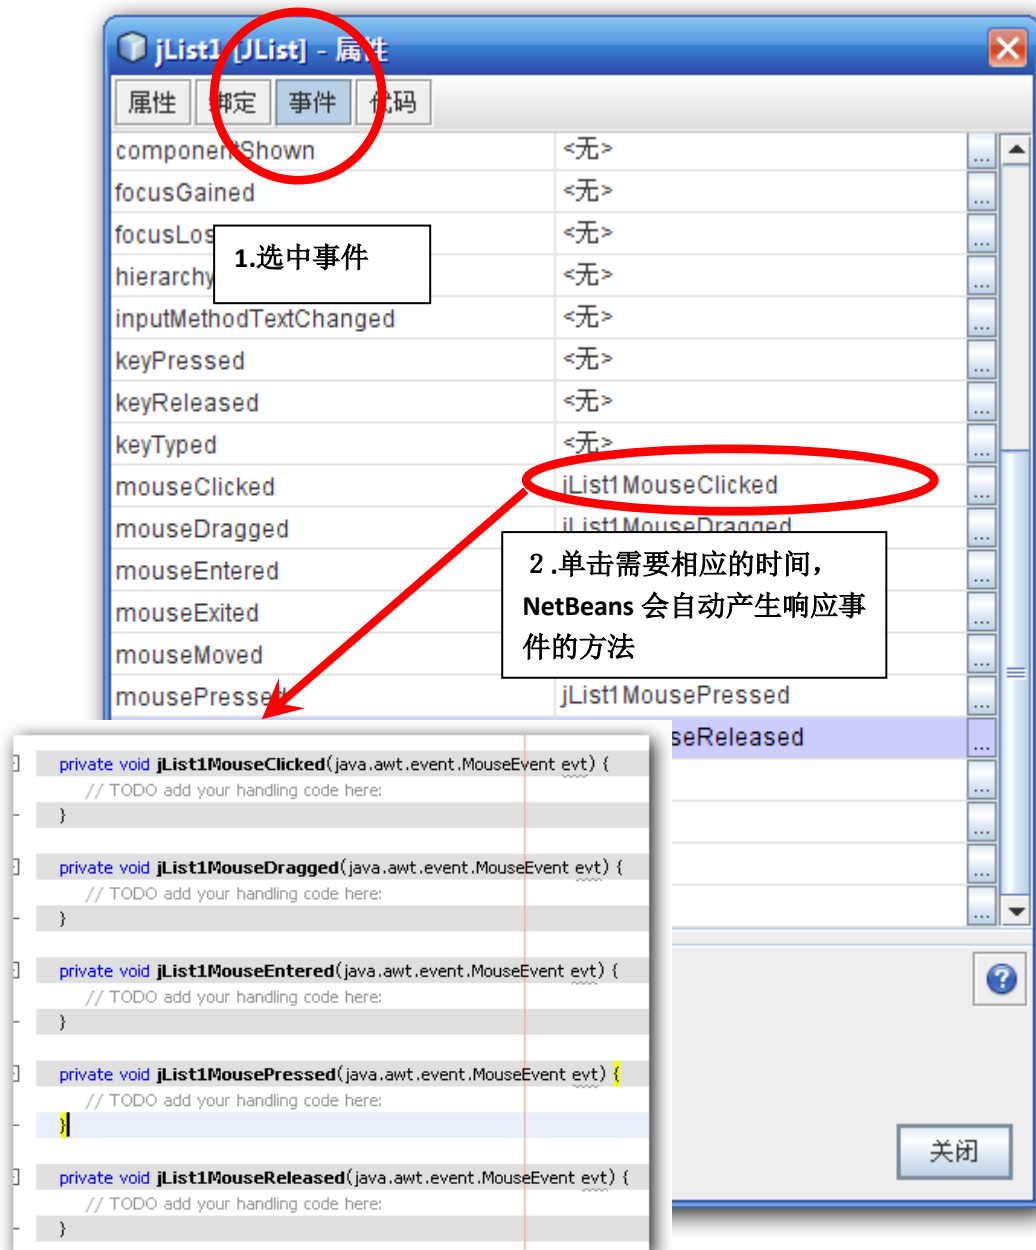 jList1 [JList] - 属性
属性 绑定 事件 代码
componentShown <无> ...
focusGained <无> ...
focusLos <无> ...
1.选中事件
hierarchy <无> ...
inputMethodTextChanged <无> ...
keyPressed <无> ...
keyReleased <无> ...
keyTyped <无> ...
mouseClicked jList1MouseClicked ...
mouseDragged jList1MouseDragged ...
mouseEntered ...
mouseExited ...
mouseMoved ...
2.单击需要相应的时间，
NetBeans 会自动产生响应事
件的方法
mousePressed jList1MousePressed ...
seReleased ...
private void jList1MouseClicked(java.awt.event.MouseEvent evt) {
// TODO add your handling code here:
}
private void jList1MouseDragged(java.awt.event.MouseEvent evt) {
// TODO add your handling code here:
}
private void jList1MouseEntered(java.awt.event.MouseEvent evt) {
// TODO add your handling code here:
}
private void jList1MousePressed(java.awt.event.MouseEvent evt) {
// TODO add your handling code here:
}
private void jList1MouseReleased(java.awt.event.MouseEvent evt) {
// TODO add your handling code here:
}
...
...
...
...
?
关闭